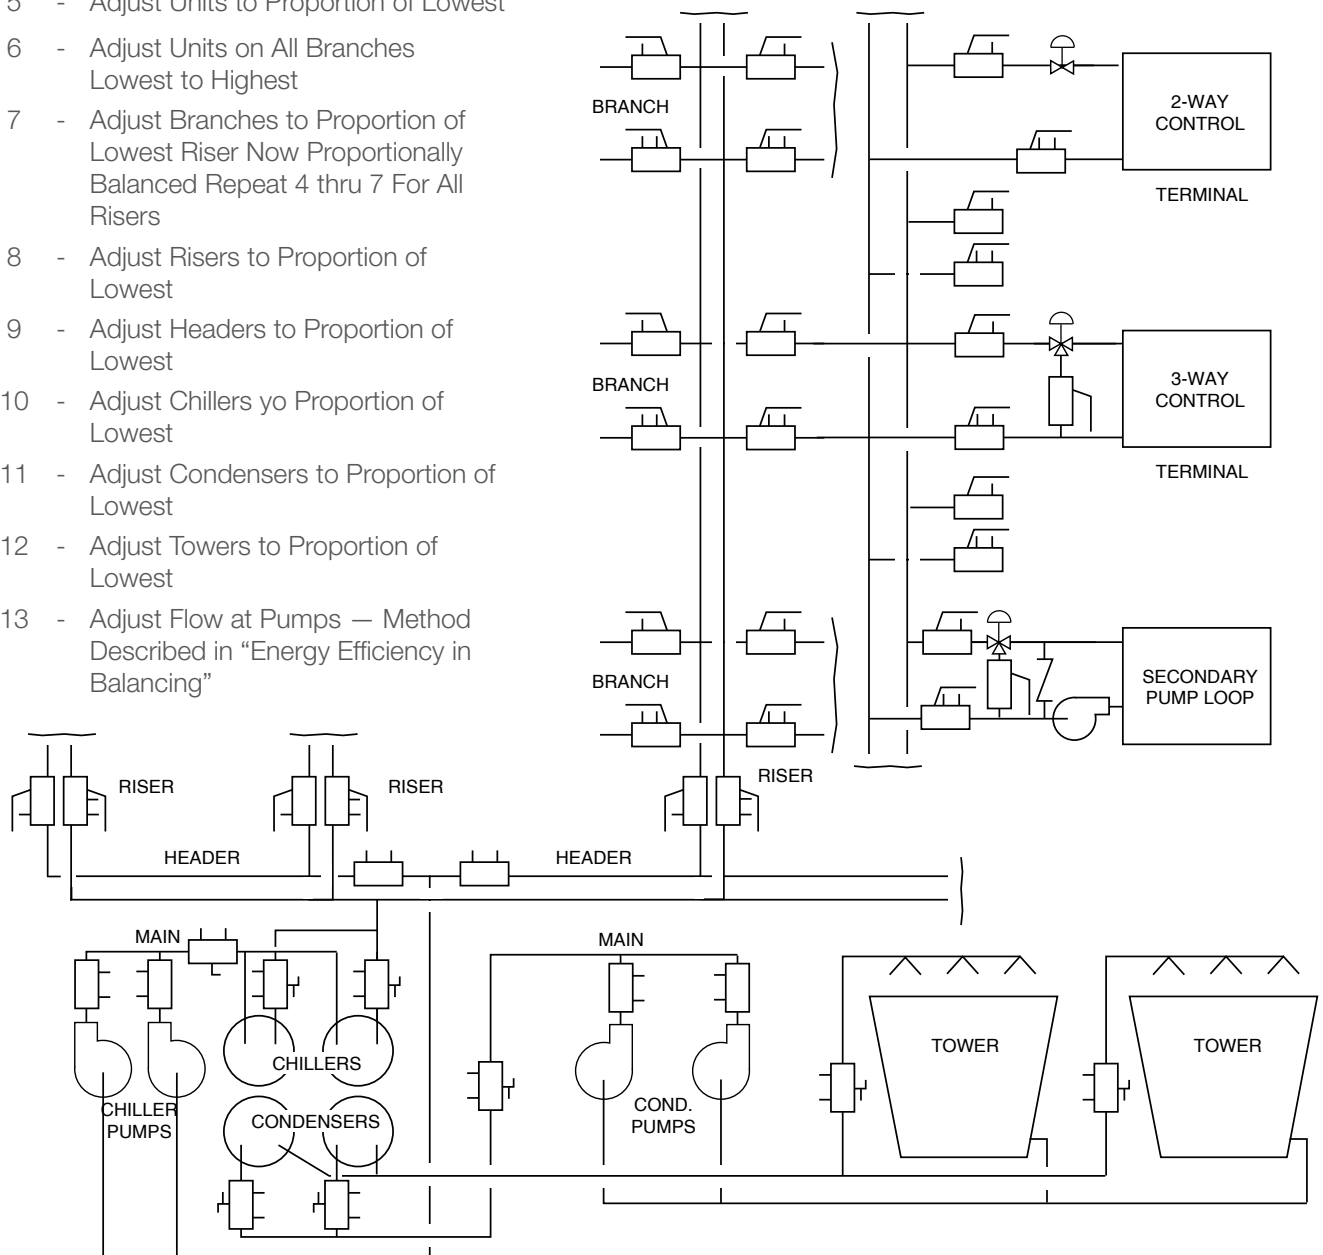 5 - Adjust Units to Proportion of Lowest
6 - Adjust Units on All Branches
Lowest to Highest
7 - Adjust Branches to Proportion of
Lowest Riser Now Proportionally
Balanced Repeat 4 thru 7 For All
Risers
8 - Adjust Risers to Proportion of
Lowest
9 - Adjust Headers to Proportion of
Lowest
10 - Adjust Chillers yo Proportion of
Lowest
11 - Adjust Condensers to Proportion of
Lowest
12 - Adjust Towers to Proportion of
Lowest
13 - Adjust Flow at Pumps — Method
Described in “Energy Efficiency in
Balancing”
BRANCH
2-WAY
CONTROL
TERMINAL
BRANCH
3-WAY
CONTROL
TERMINAL
BRANCH
SECONDARY
PUMP LOOP
RISER
RISER
RISER
HEADER
HEADER
MAIN
MAIN
CHILLERS
CHILLER
PUMPS
CONDENSERS
COND.
PUMPS
TOWER
TOWER